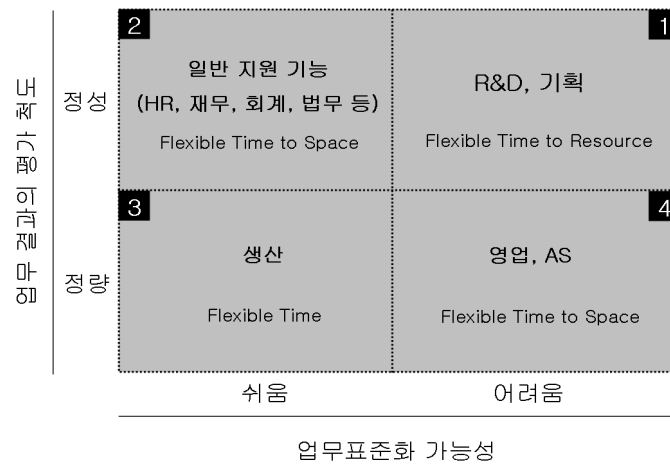 업무 결과의 평가 척도
정성
정량
2
일반 지원 기능
(HR, 재무, 회계, 법무 등)
Flexible Time to Space
1
R&D, 기획
Flexible Time to Resource
3
생산
Flexible Time
4
영업, AS
Flexible Time to Space
쉬움
어려움
업무표준화 가능성